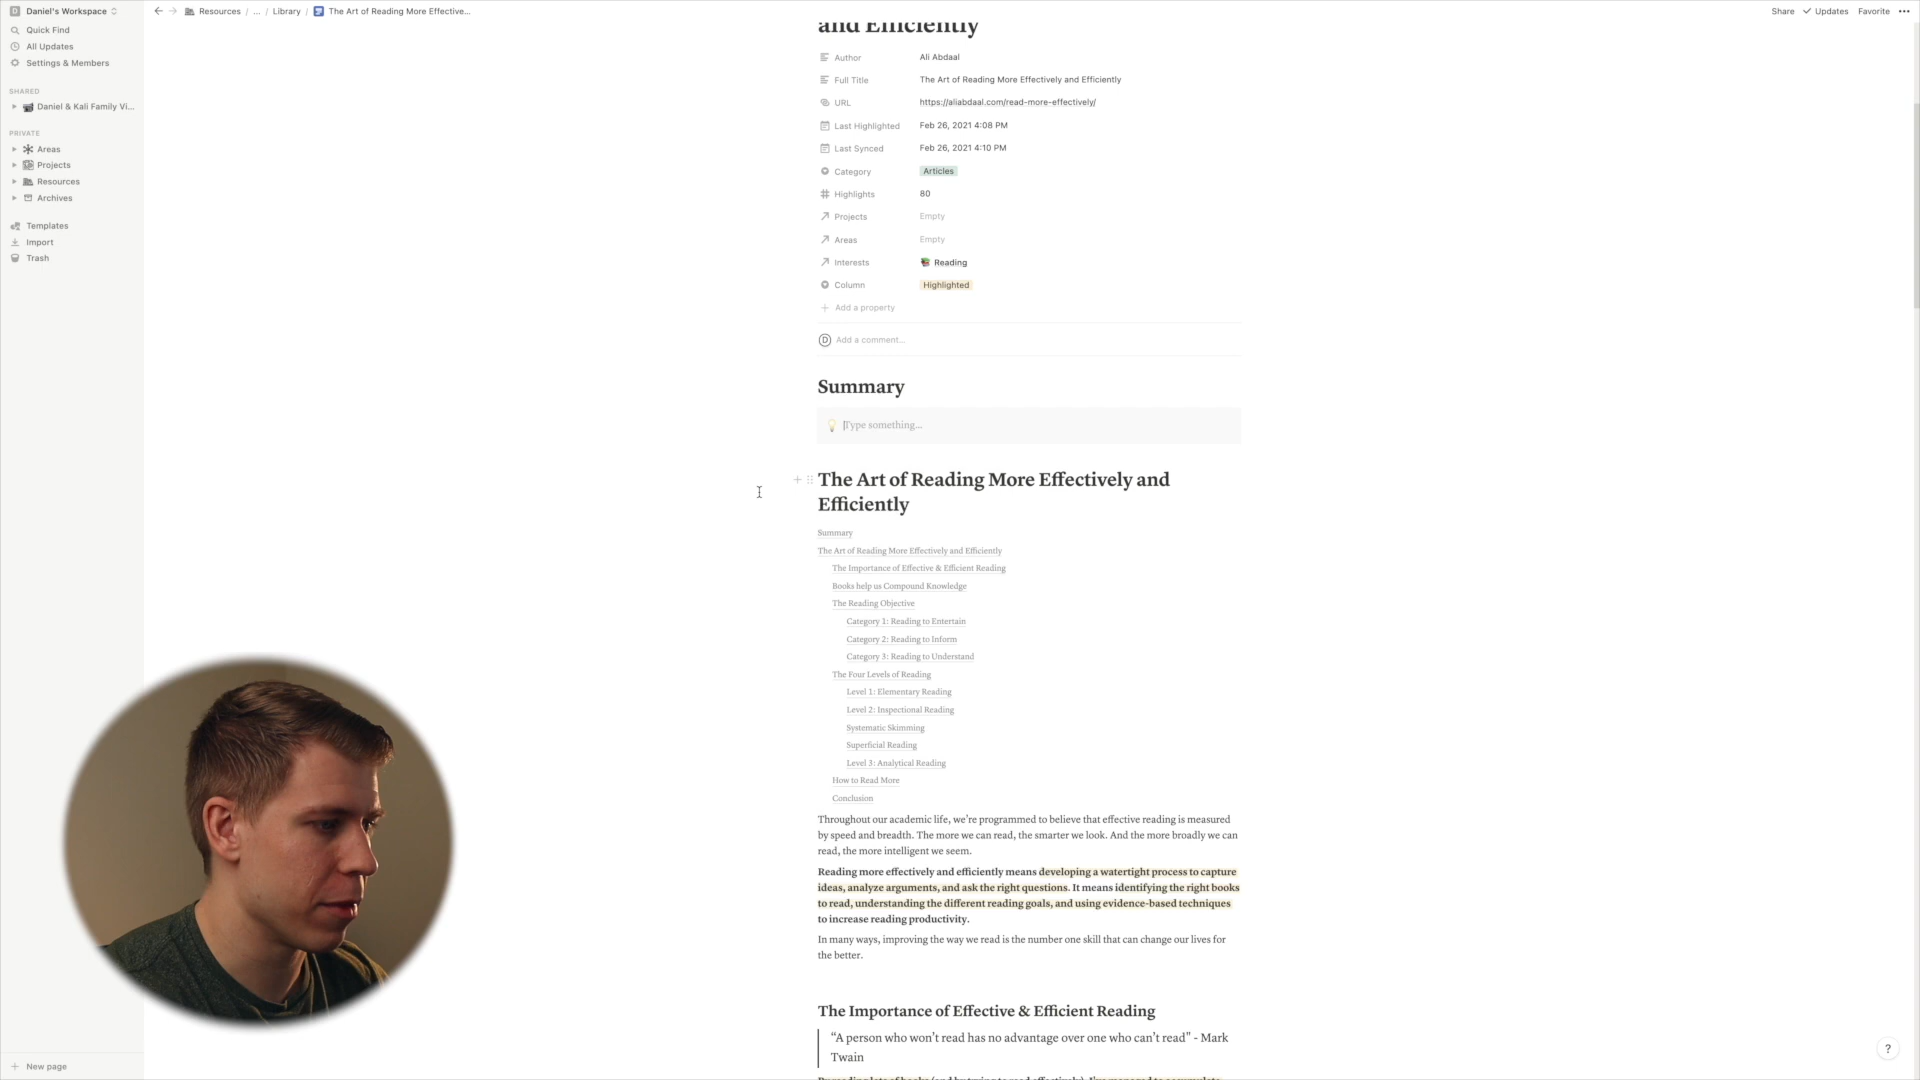 Daniel's Workspace
Quick Find
All Updates
Settings & Members
SHARED
Daniel & Kali Family Vi...
PRIVATE
Areas
Projects
Resources
Archives
Templates
Import
Trash
New page
Resources / ... / Library / The Art of Reading More Effective...
Share Updates Favorite
and Efficiently
Author Ali Abdaal
Full Title The Art of Reading More Effectively and Efficiently
URL https://aliabdaal.com/read-more-effectively/
Last Highlighted Feb 26, 2021 4:08 PM
Last Synced Feb 26, 2021 4:10 PM
Category Articles
Highlights 80
Projects Empty
Areas Empty
Interests Reading
Column Highlighted
Add a property
D Add a comment...
Summary
Type something...
The Art of Reading More Effectively and
Efficiently
Summary
The Art of Reading More Effectively and Efficiently
The Importance of Effective & Efficient Reading
Books help us Compound Knowledge
The Reading Objective
Category 1: Reading to Entertain
Category 2: Reading to Inform
Category 3: Reading to Understand
The Four Levels of Reading
Level 1: Elementary Reading
Level 2: Inspectional Reading
Systematic Skimming
Superficial Reading
Level 3: Analytical Reading
How to Read More
Conclusion
Throughout our academic life, we're programmed to believe that effective reading is measured
by speed and breadth. The more we can read, the smarter we look. And the more broadly we can
read, the more intelligent we seem.
Reading more effectively and efficiently means developing a watertight process to capture
ideas, analyze arguments, and ask the right questions. It means identifying the right books
to read, understanding the different reading goals, and using evidence-based techniques
to increase reading productivity.
In many ways, improving the way we read is the number one skill that can change our lives for
the better.
The Importance of Effective & Efficient Reading
“A person who won’t read has no advantage over one who can’t read” - Mark
Twain
?